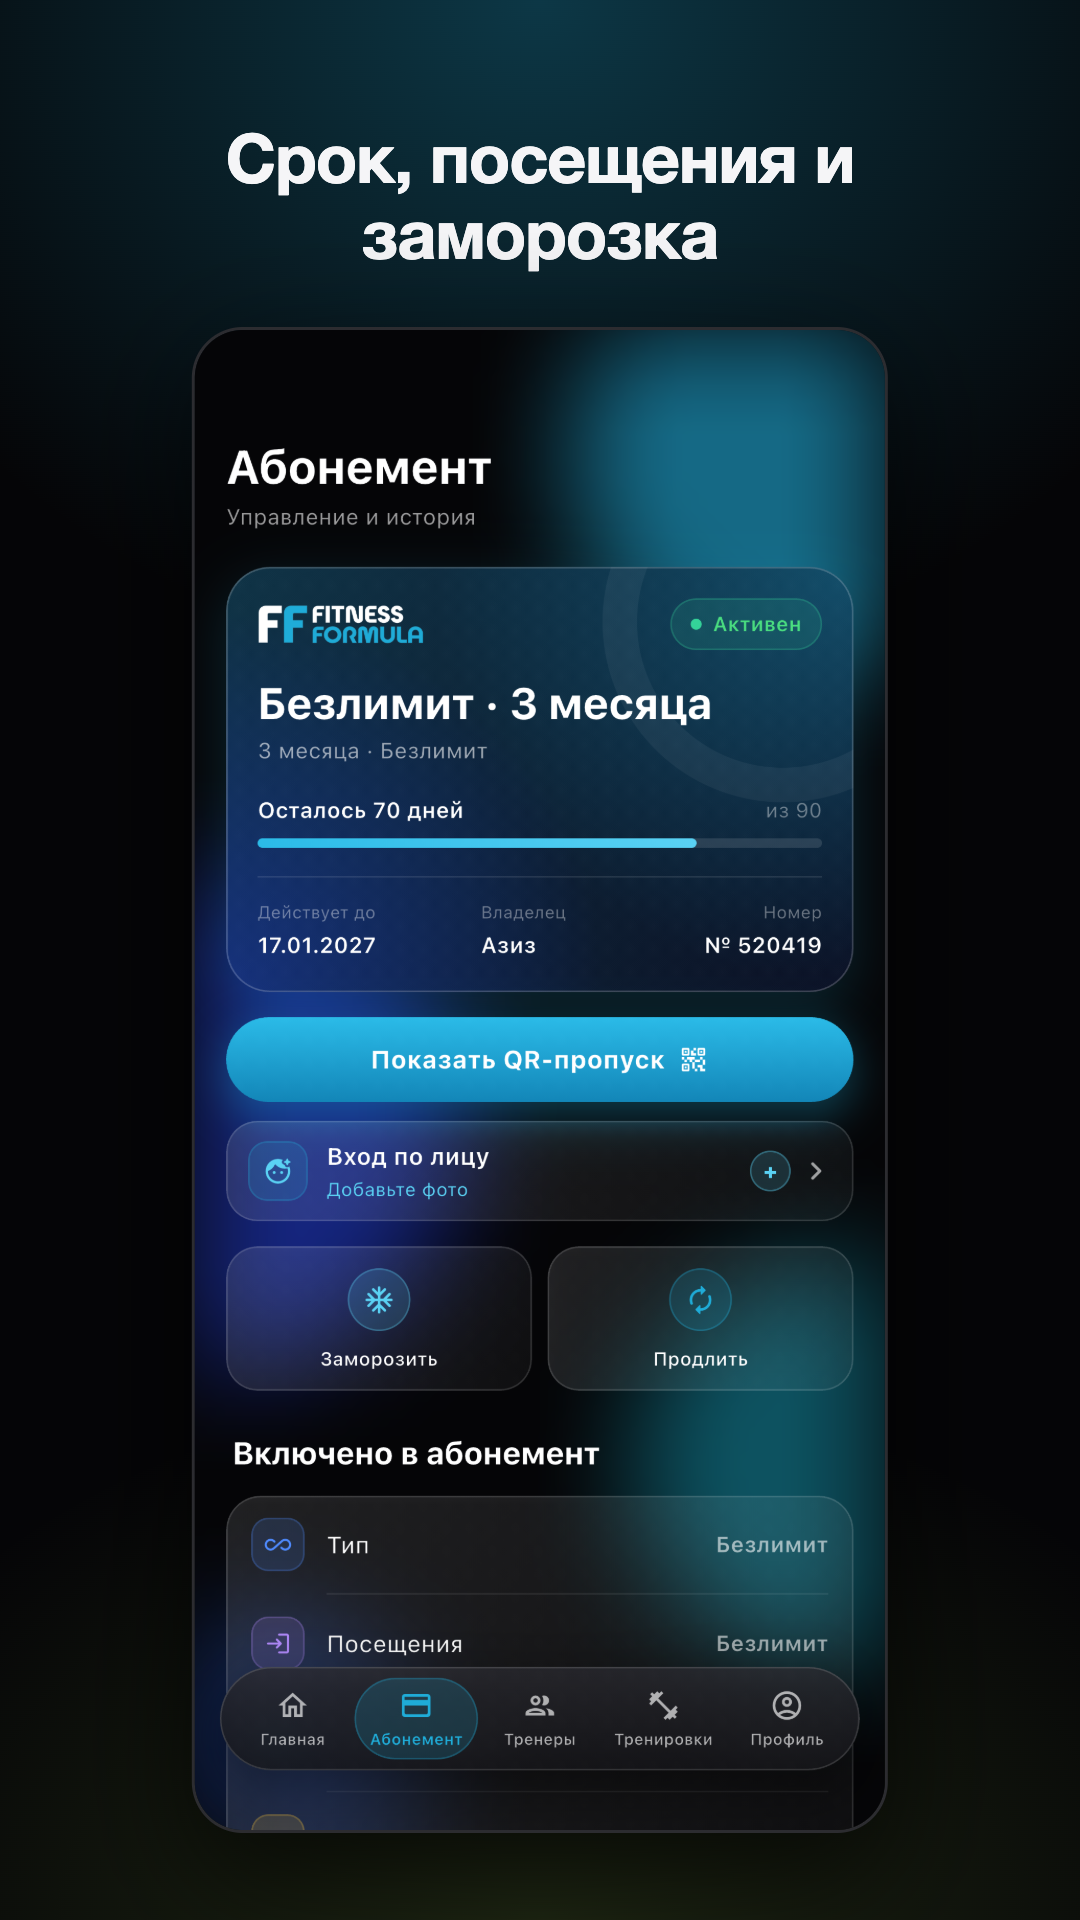 Срок, посещения и
заморозка
Абонемент
Управление и история
FF FITNESS
FORMULA
Активен
Безлимит · 3 месяца
3 месяца · Безлимит
Осталось 70 дней
из 90
Действует до
Владелец
Номер
17.01.2027
Азиз
№ 520419
Показать QR-пропуск
Вход по лицу
Добавьте фото
Заморозить
Продлить
Включено в абонемент
Тип
Безлимит
Посещения
Безлимит
Главная
Абонемент
Тренеры
Тренировки
Профиль